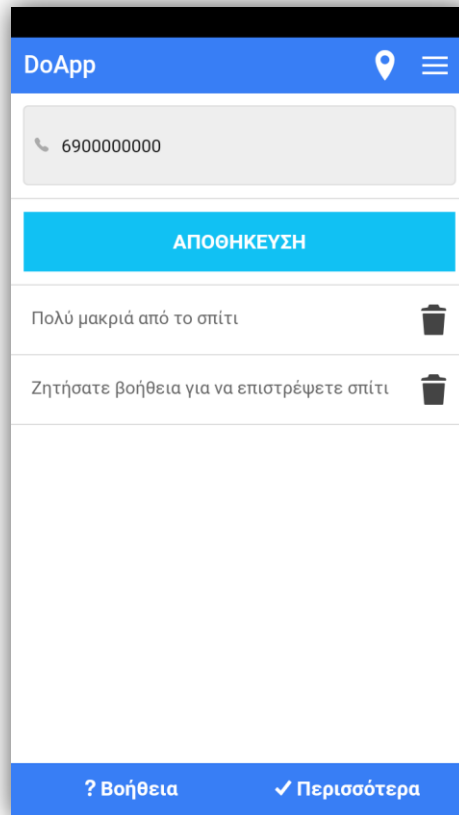 DoApp
6900000000
ΑΠΟΘΗΚΕΥΣΗ
Πολύ μακριά από το σπίτι
Ζητήσατε βοήθεια για να επιστρέψετε σπίτι
? Βοήθεια
✓ Περισσότερα